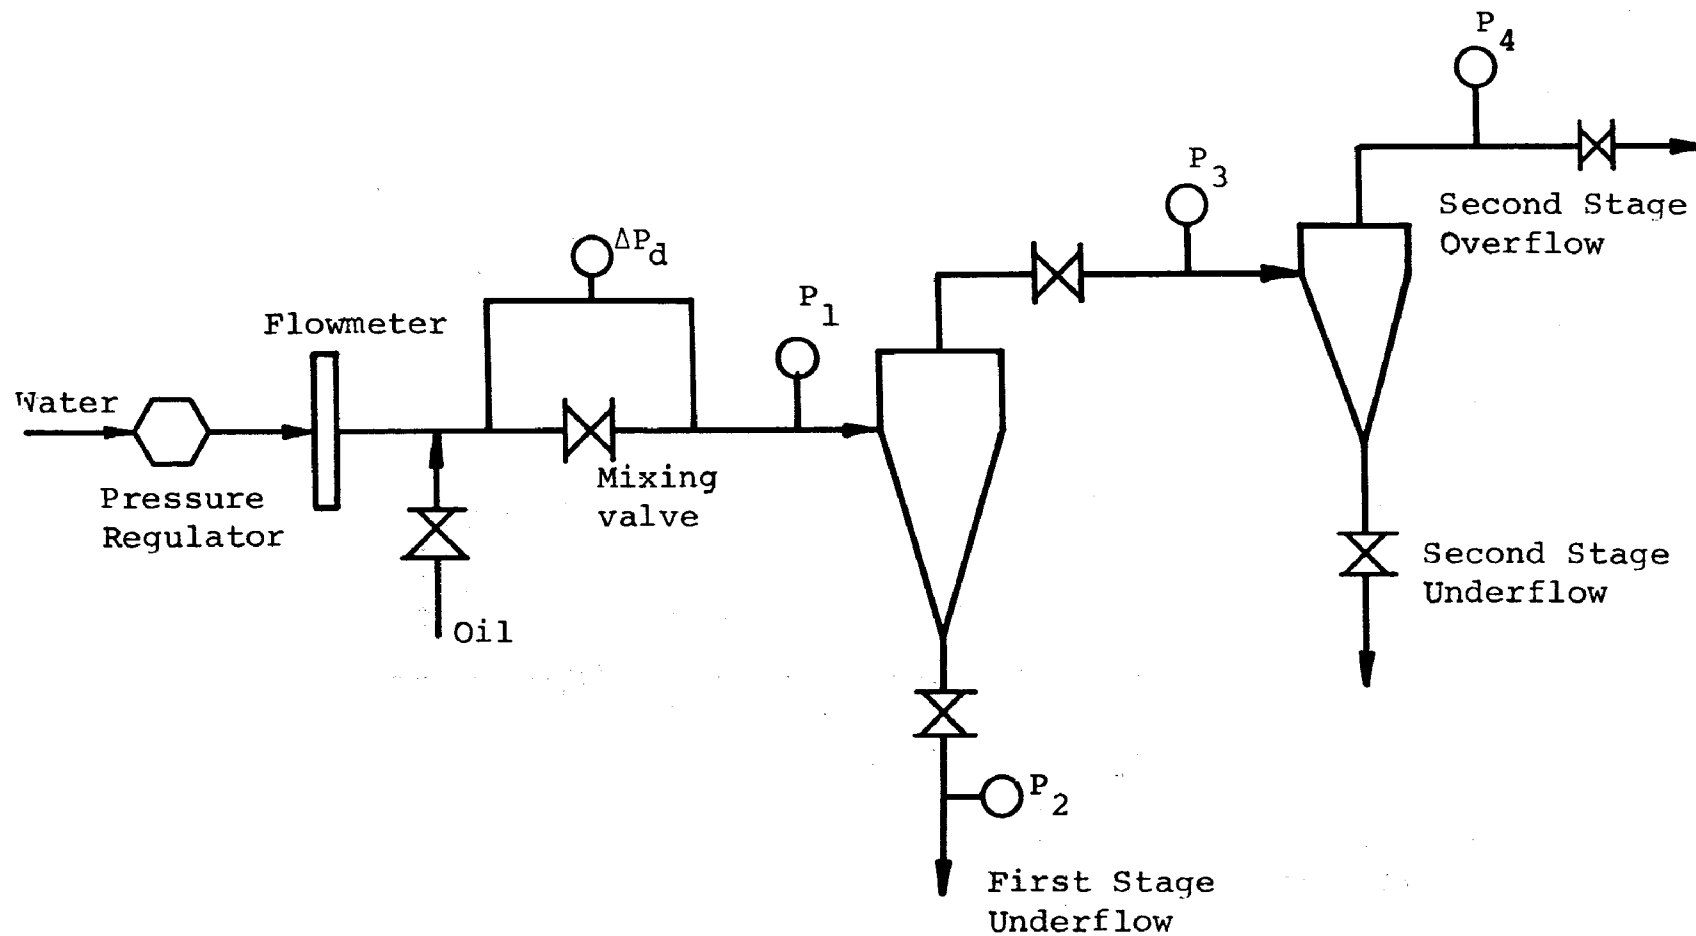 P4
P3
Second Stage
Overflow
ΔPd
P1
Flowmeter
Water
Mixing
valve
Pressure
Regulator
Second Stage
Underflow
Oil
P2
First Stage
Underflow